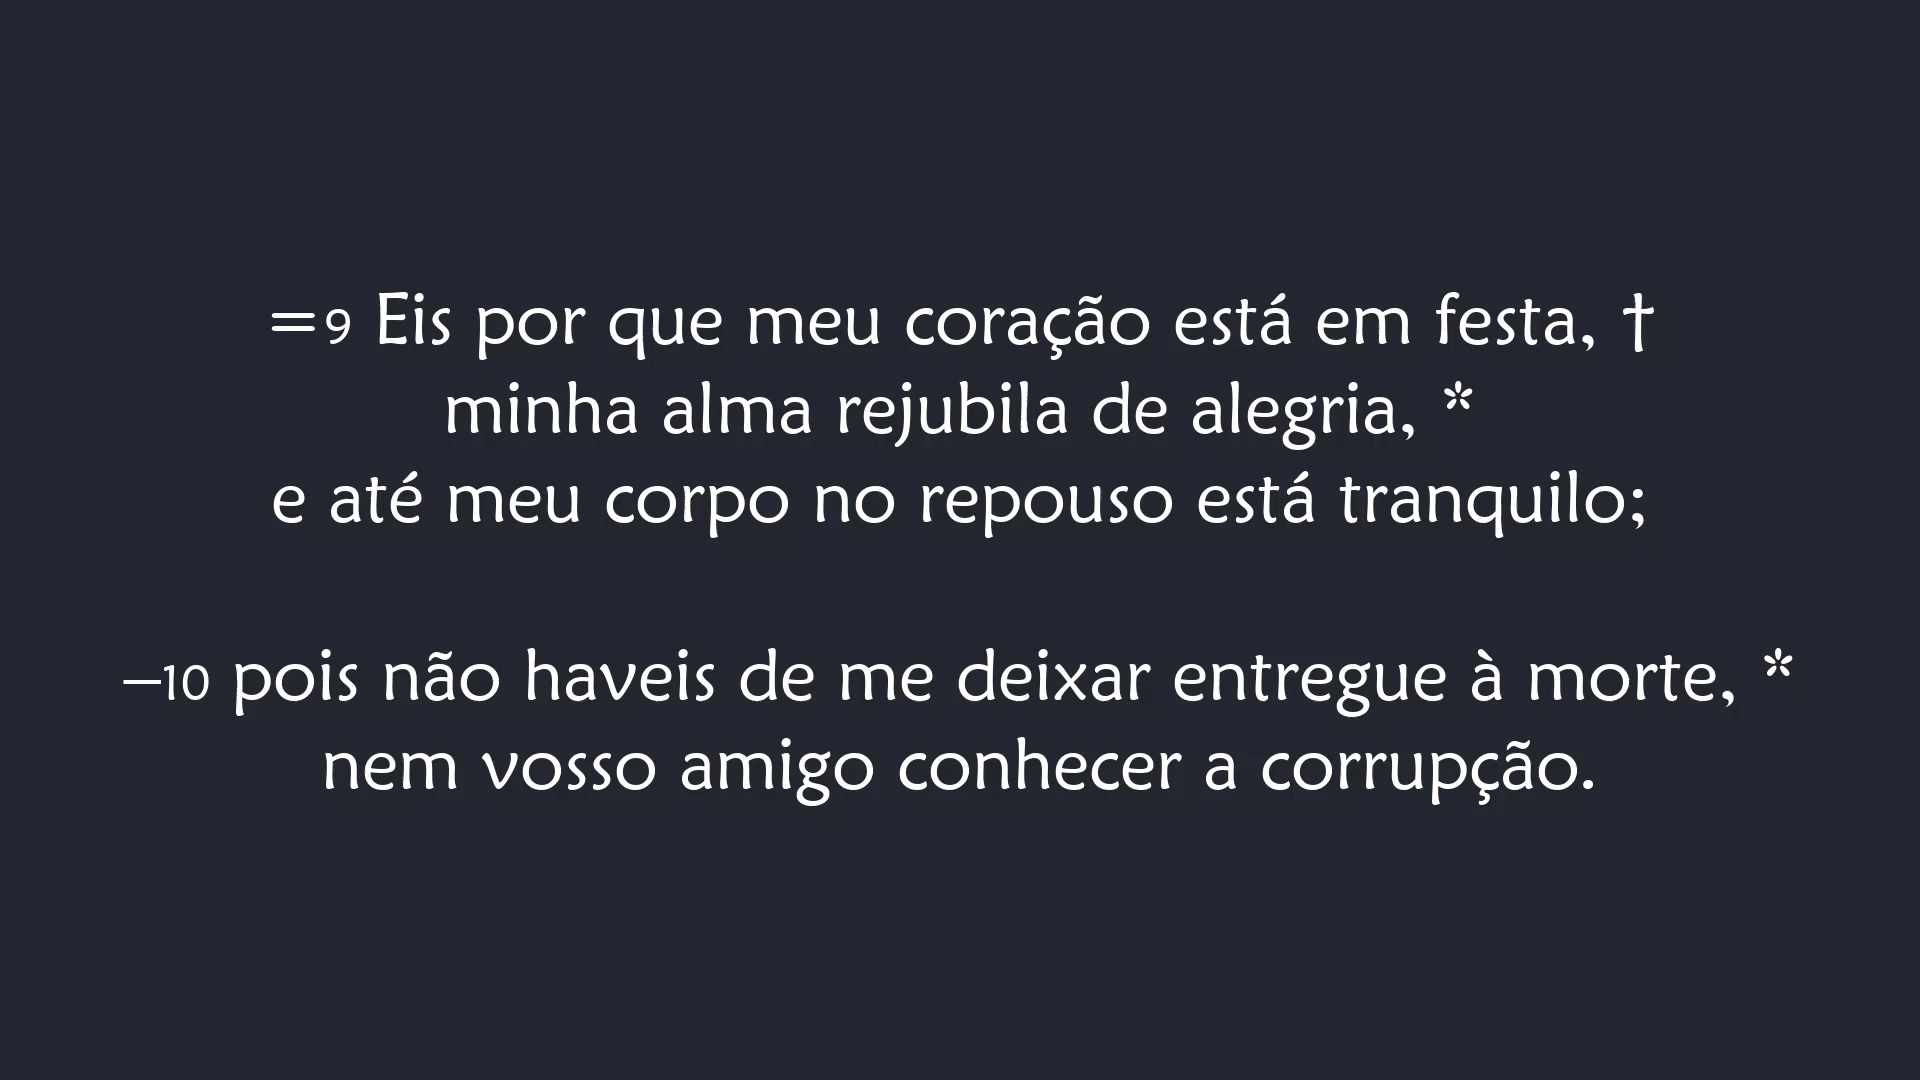 =9 Eis por que meu coração está em festa, †
minha alma rejubila de alegria, *
e até meu corpo no repouso está tranquilo;
–10 pois não haveis de me deixar entregue à morte, *
nem vosso amigo conhecer a corrupção.